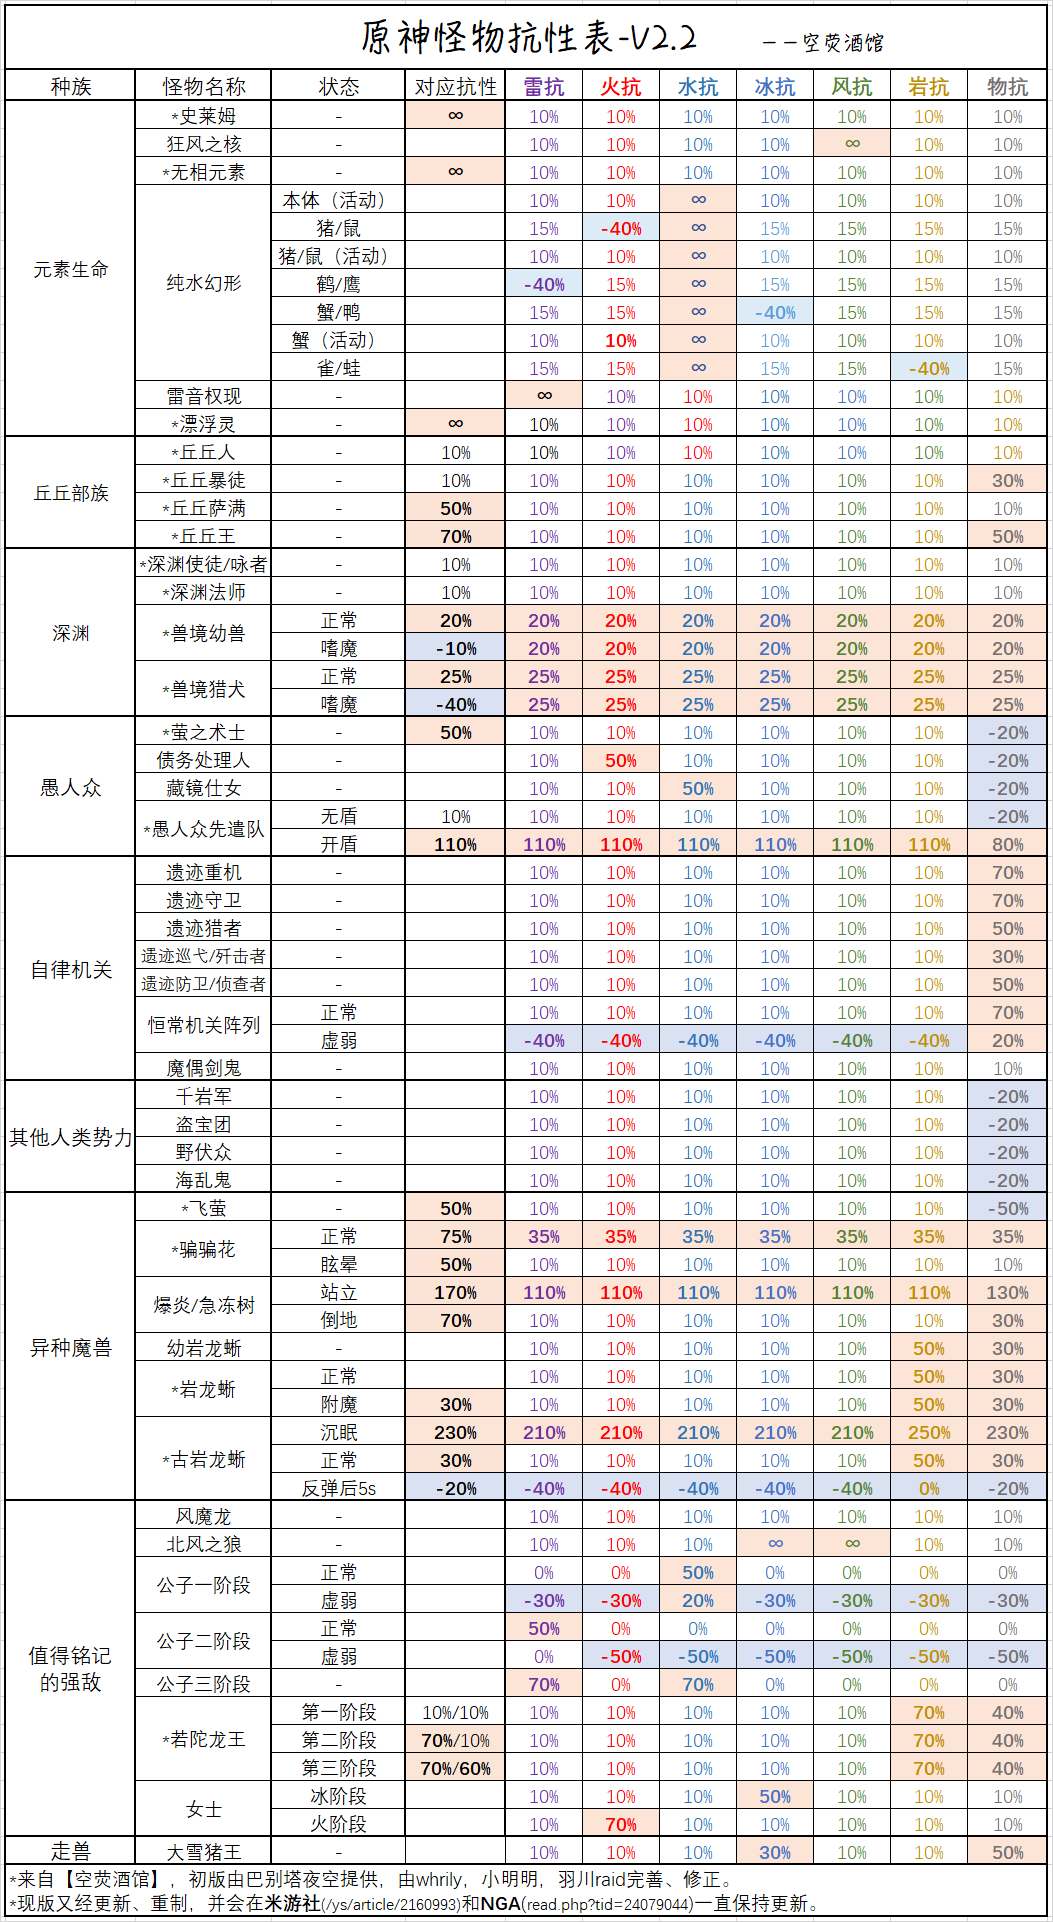 原神怪物抗性表-V2.2 －－空荧酒馆
种族 怪物名称 状态 对应抗性 雷抗 火抗 水抗 冰抗 风抗 岩抗 物抗
元素生命
*史莱姆 - ∞ 10% 10% 10% 10% 10% 10% 10%
狂风之核 - 10% 10% 10% 10% ∞ 10% 10%
*无相元素 - ∞ 10% 10% 10% 10% 10% 10% 10%
纯水幻形
本体（活动） 10% 10% ∞ 10% 10% 10% 10%
猪/鼠 15% -40% ∞ 15% 15% 15% 15%
猪/鼠（活动） 10% 10% ∞ 10% 10% 10% 10%
鹤/鹰 -40% 15% ∞ 15% 15% 15% 15%
蟹/鸭 15% 15% ∞ -40% 15% 15% 15%
蟹（活动） 10% 10% ∞ 10% 10% 10% 10%
雀/蛙 15% 15% ∞ 15% 15% -40% 15%
雷音权现 - ∞ 10% 10% 10% 10% 10% 10%
*漂浮灵 - ∞ 10% 10% 10% 10% 10% 10% 10%
丘丘部族
*丘丘人 - 10% 10% 10% 10% 10% 10% 10% 10%
*丘丘暴徒 - 10% 10% 10% 10% 10% 10% 10% 30%
*丘丘萨满 - 50% 10% 10% 10% 10% 10% 10% 10%
*丘丘王 - 70% 10% 10% 10% 10% 10% 10% 50%
深渊
*深渊使徒/咏者 - 10% 10% 10% 10% 10% 10% 10% 10%
*深渊法师 - 10% 10% 10% 10% 10% 10% 10% 10%
*兽境幼兽
正常 20% 20% 20% 20% 20% 20% 20% 20%
嗜魔 -10% 20% 20% 20% 20% 20% 20% 20%
*兽境猎犬
正常 25% 25% 25% 25% 25% 25% 25% 25%
嗜魔 -40% 25% 25% 25% 25% 25% 25% 25%
愚人众
*萤之术士 - 50% 10% 10% 10% 10% 10% 10% -20%
债务处理人 - 10% 50% 10% 10% 10% 10% -20%
藏镜仕女 - 10% 10% 50% 10% 10% 10% -20%
*愚人众先遣队
无盾 10% 10% 10% 10% 10% 10% 10% -20%
开盾 110% 110% 110% 110% 110% 110% 110% 80%
自律机关
遗迹重机 - 10% 10% 10% 10% 10% 10% 70%
遗迹守卫 - 10% 10% 10% 10% 10% 10% 70%
遗迹猎者 - 10% 10% 10% 10% 10% 10% 50%
遗迹巡弋/歼击者 - 10% 10% 10% 10% 10% 10% 30%
遗迹防卫/侦查者 - 10% 10% 10% 10% 10% 10% 50%
恒常机关阵列
正常 10% 10% 10% 10% 10% 10% 70%
虚弱 -40% -40% -40% -40% -40% -40% 20%
魔偶剑鬼 - 10% 10% 10% 10% 10% 10% 10%
其他人类势力
千岩军 - 10% 10% 10% 10% 10% 10% -20%
盗宝团 - 10% 10% 10% 10% 10% 10% -20%
野伏众 - 10% 10% 10% 10% 10% 10% -20%
海乱鬼 - 10% 10% 10% 10% 10% 10% -20%
异种魔兽
*飞萤 - 50% 10% 10% 10% 10% 10% 10% -50%
*骗骗花
正常 75% 35% 35% 35% 35% 35% 35% 35%
眩晕 50% 10% 10% 10% 10% 10% 10% 10%
爆炎/急冻树
站立 170% 110% 110% 110% 110% 110% 110% 130%
倒地 70% 10% 10% 10% 10% 10% 10% 30%
幼岩龙蜥 - 10% 10% 10% 10% 10% 50% 30%
*岩龙蜥
正常 10% 10% 10% 10% 10% 50% 30%
附魔 30% 10% 10% 10% 10% 10% 50% 30%
*古岩龙蜥
沉眠 230% 210% 210% 210% 210% 210% 250% 230%
正常 30% 10% 10% 10% 10% 10% 50% 30%
反弹后5s -20% -40% -40% -40% -40% -40% 0% -20%
值得铭记
的强敌
风魔龙 - 10% 10% 10% 10% 10% 10% 10%
北风之狼 - 10% 10% 10% ∞ ∞ 10% 10%
公子一阶段
正常 0% 0% 50% 0% 0% 0% 0%
虚弱 -30% -30% 20% -30% -30% -30% -30%
公子二阶段
正常 50% 0% 0% 0% 0% 0% 0%
虚弱 0% -50% -50% -50% -50% -50% -50%
公子三阶段 - 70% 0% 70% 0% 0% 0% 0%
*若陀龙王
第一阶段 10%/10% 10% 10% 10% 10% 10% 70% 40%
第二阶段 70%/10% 10% 10% 10% 10% 10% 70% 40%
第三阶段 70%/60% 10% 10% 10% 10% 10% 70% 40%
女士
冰阶段 10% 10% 10% 50% 10% 10% 10%
火阶段 10% 70% 10% 10% 10% 10% 10%
走兽 大雪猪王 - 10% 10% 10% 30% 10% 10% 50%
*来自【空荧酒馆】，初版由巴别塔夜空提供，由whrily，小明明，羽川raid完善、修正。
*现版又经更新、重制，并会在米游社(/ys/article/2160993)和NGA(read.php?tid=24079044)一直保持更新。